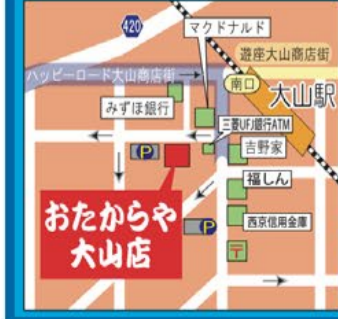 420
マクドナルド
遊座大山商店街
ハッピーロード大山商店街
南口
大山駅
みずほ銀行
三菱UFJ銀行ATM
吉野家
P
おたからや
大山店
福しん
P
西京信用金庫
〒